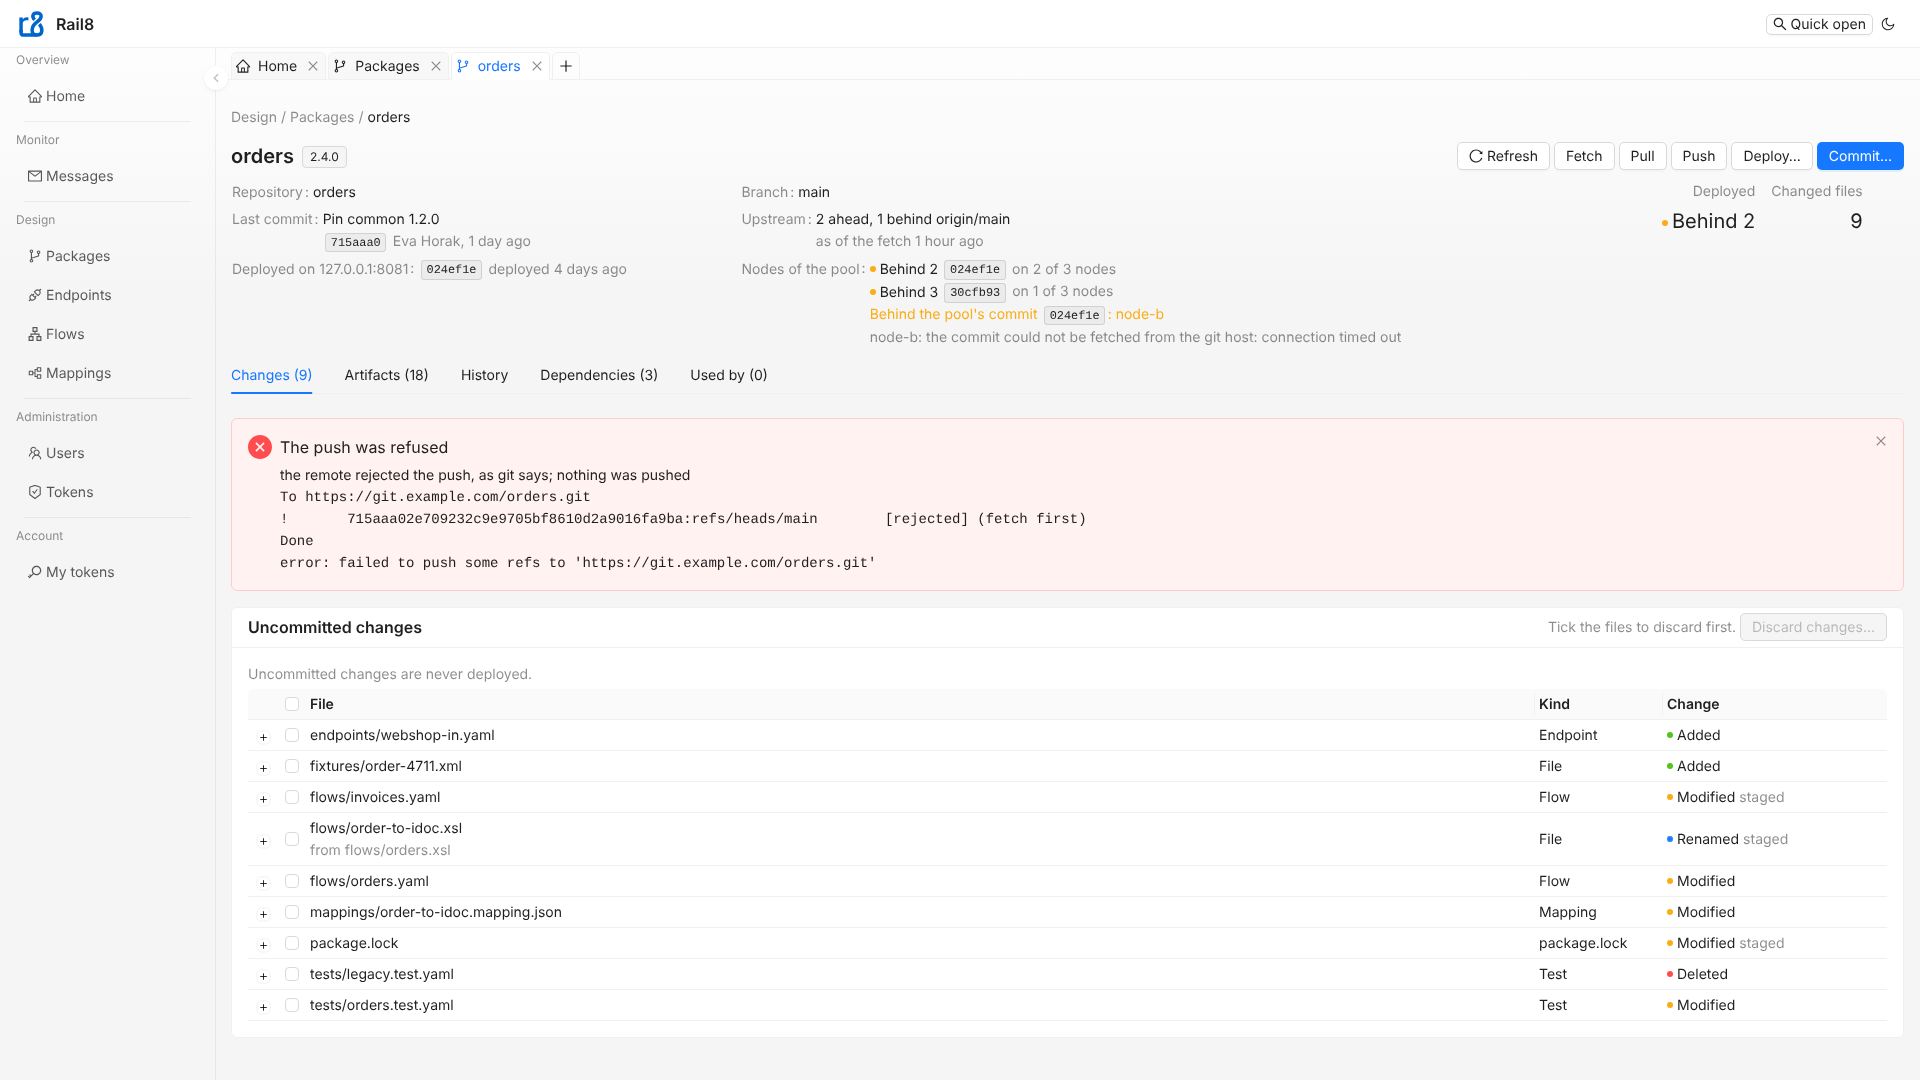 r8 Rail8
Quick open
Overview
Home
Monitor
Messages
Design
Packages
Endpoints
Flows
Mappings
Administration
Users
Tokens
Account
My tokens
Home
Packages
orders
Design / Packages / orders
orders 2.4.0
Refresh
Fetch
Pull
Push
Deploy...
Commit...
Repository: orders
Branch: main
Deployed
Behind 2
Changed files
9
Last commit: Pin common 1.2.0
715aaa0 Eva Horak, 1 day ago
Upstream: 2 ahead, 1 behind origin/main
as of the fetch 1 hour ago
Deployed on 127.0.0.1:8081: 024ef1e deployed 4 days ago
Nodes of the pool: Behind 2 024ef1e on 2 of 3 nodes
Behind 3 30cfb93 on 1 of 3 nodes
Behind the pool's commit 024ef1e : node-b
node-b: the commit could not be fetched from the git host: connection timed out
Changes (9)
Artifacts (18)
History
Dependencies (3)
Used by (0)
The push was refused
the remote rejected the push, as git says; nothing was pushed
To https://git.example.com/orders.git
! 715aaa02e709232c9e9705bf8610d2a9016fa9ba:refs/heads/main [rejected] (fetch first)
Done
error: failed to push some refs to 'https://git.example.com/orders.git'
Uncommitted changes
Tick the files to discard first.
Discard changes...
Uncommitted changes are never deployed.
File Kind Change
+ endpoints/webshop-in.yaml Endpoint Added
+ fixtures/order-4711.xml File Added
+ flows/invoices.yaml Flow Modified staged
+ flows/order-to-idoc.xsl File Renamed staged
from flows/orders.xsl
+ flows/orders.yaml Flow Modified
+ mappings/order-to-idoc.mapping.json Mapping Modified
+ package.lock package.lock Modified staged
+ tests/legacy.test.yaml Test Deleted
+ tests/orders.test.yaml Test Modified